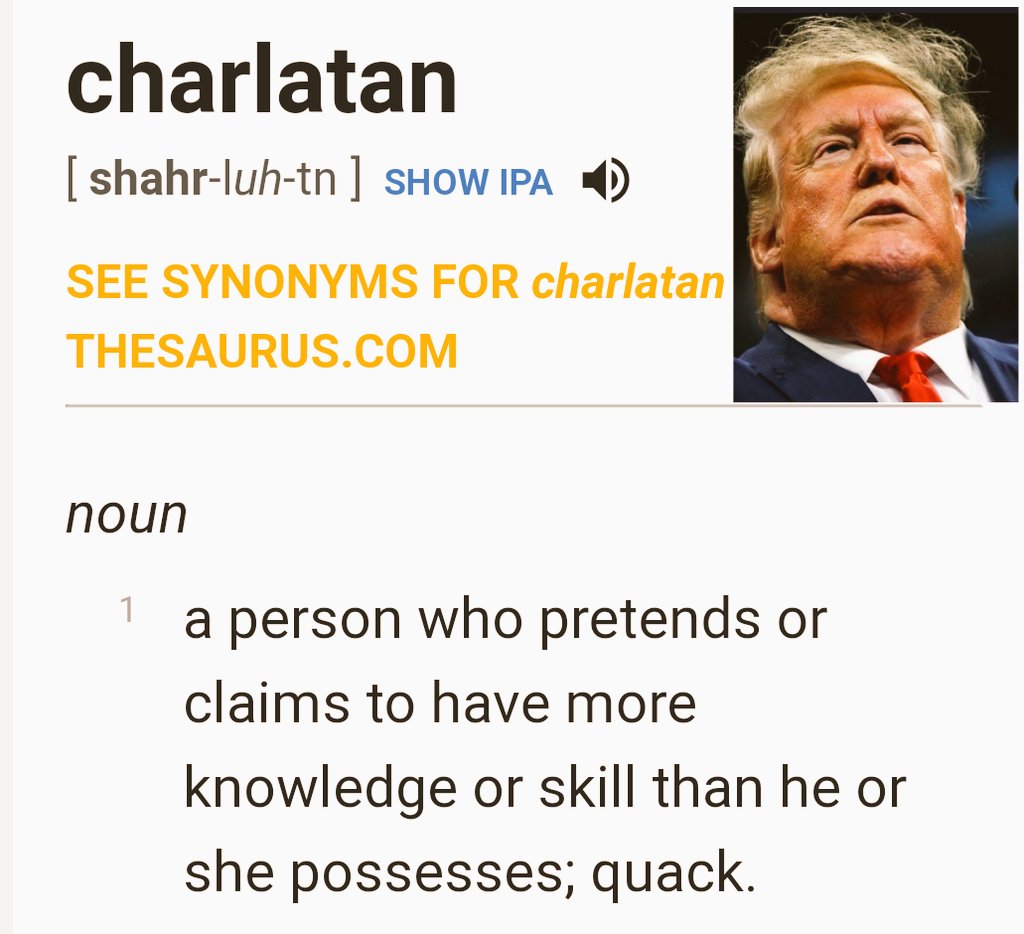 charlatan
[ shahr-luh-tn ] SHOW IPA
SEE SYNONYMS FOR charlatan
THESAURUS.COM
noun
1 a person who pretends or
claims to have more
knowledge or skill than he or
she possesses; quack.